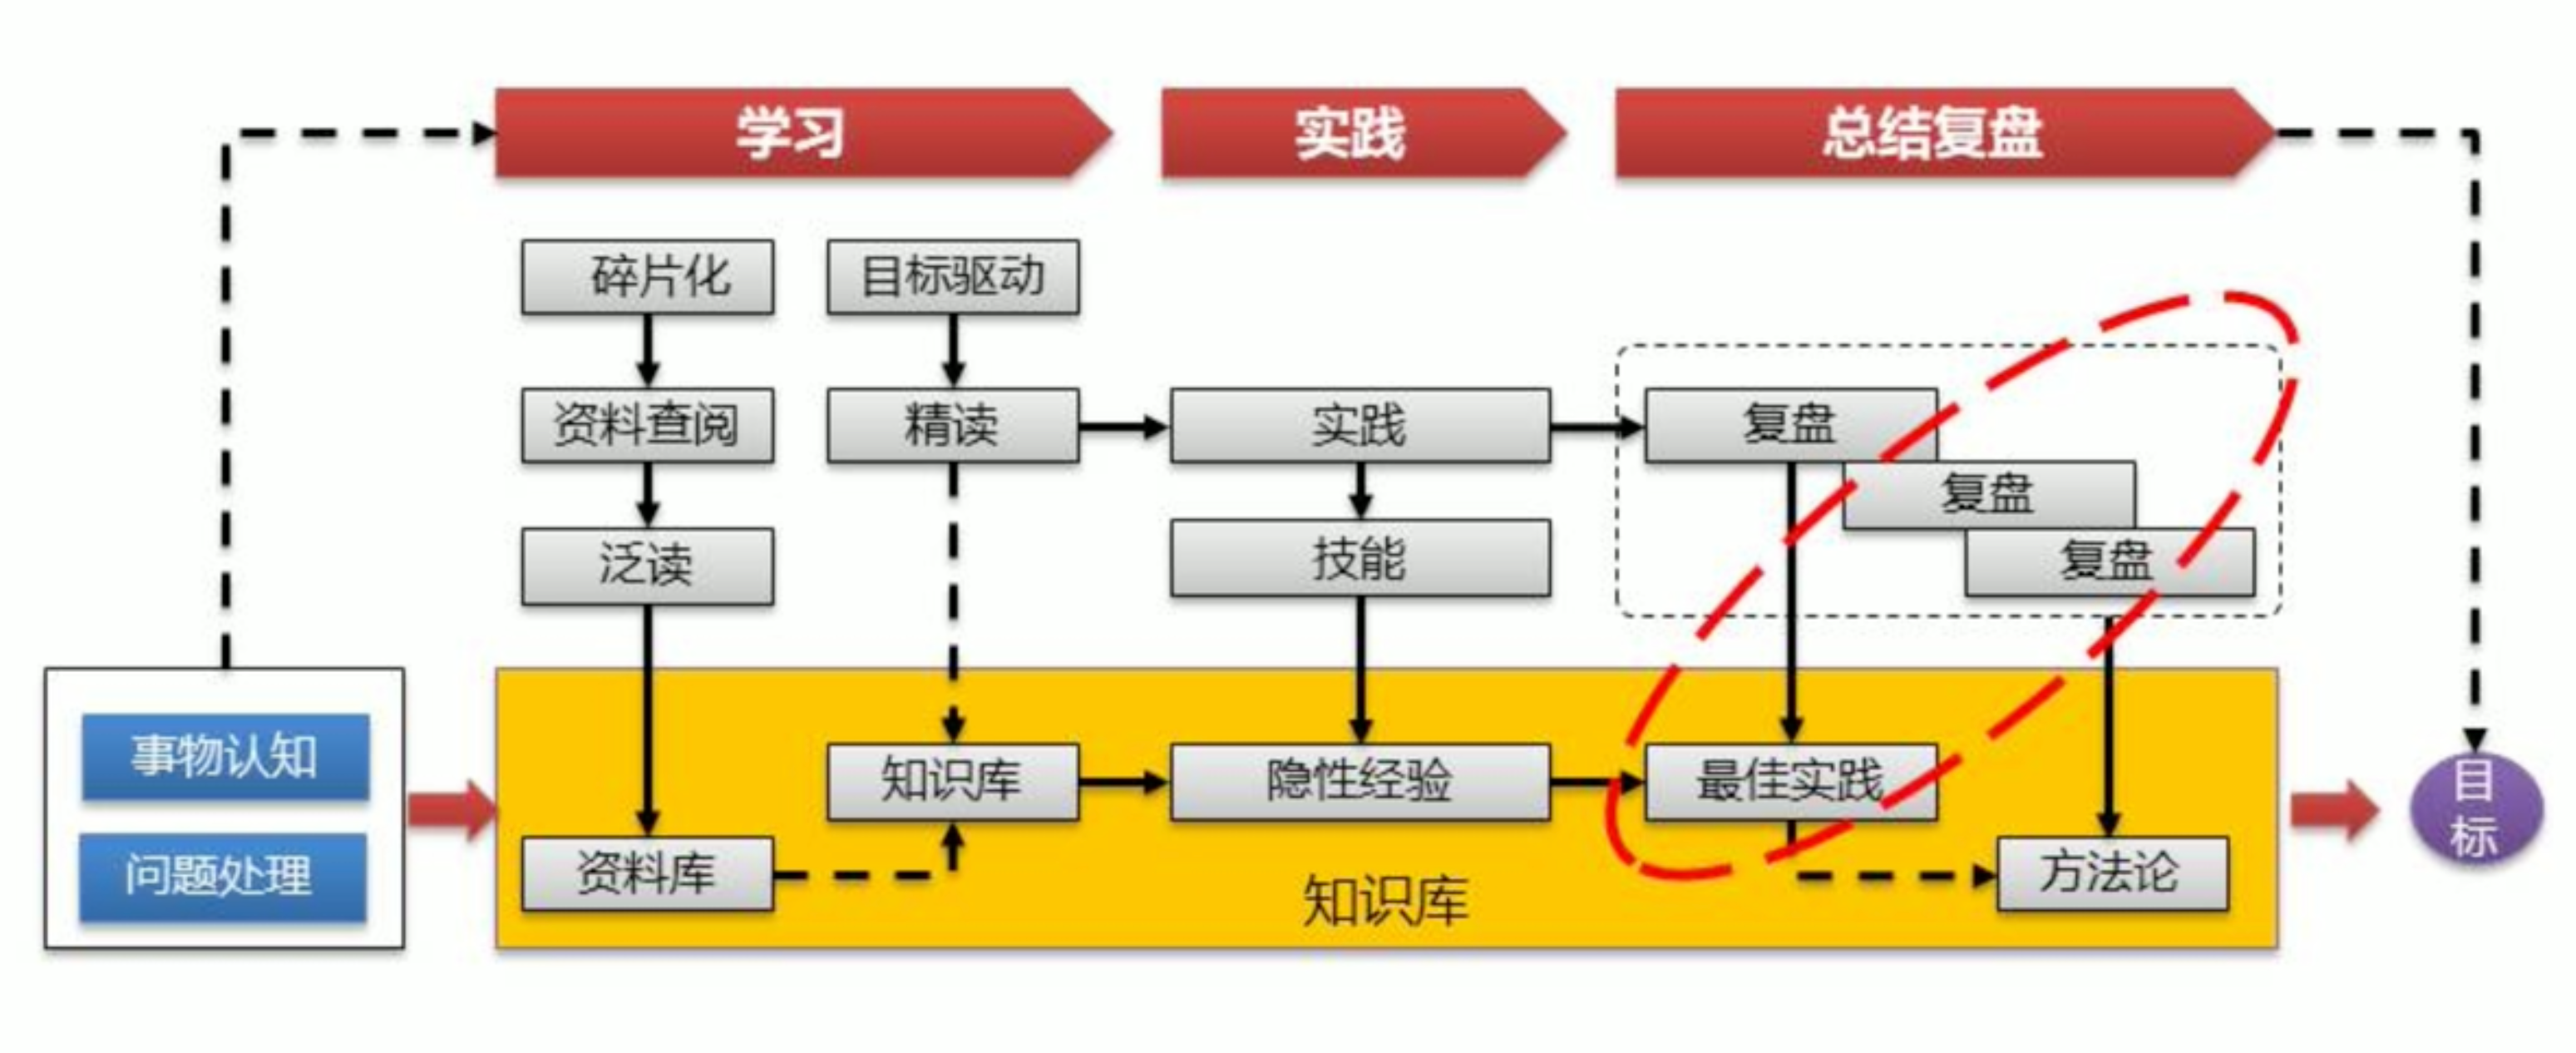 学习
实践
总结复盘
碎片化
目标驱动
资料查阅
精读
实践
复盘
复盘
泛读
技能
复盘
事物认知
知识库
隐性经验
最佳实践
目
标
问题处理
资料库
知识库
方法论